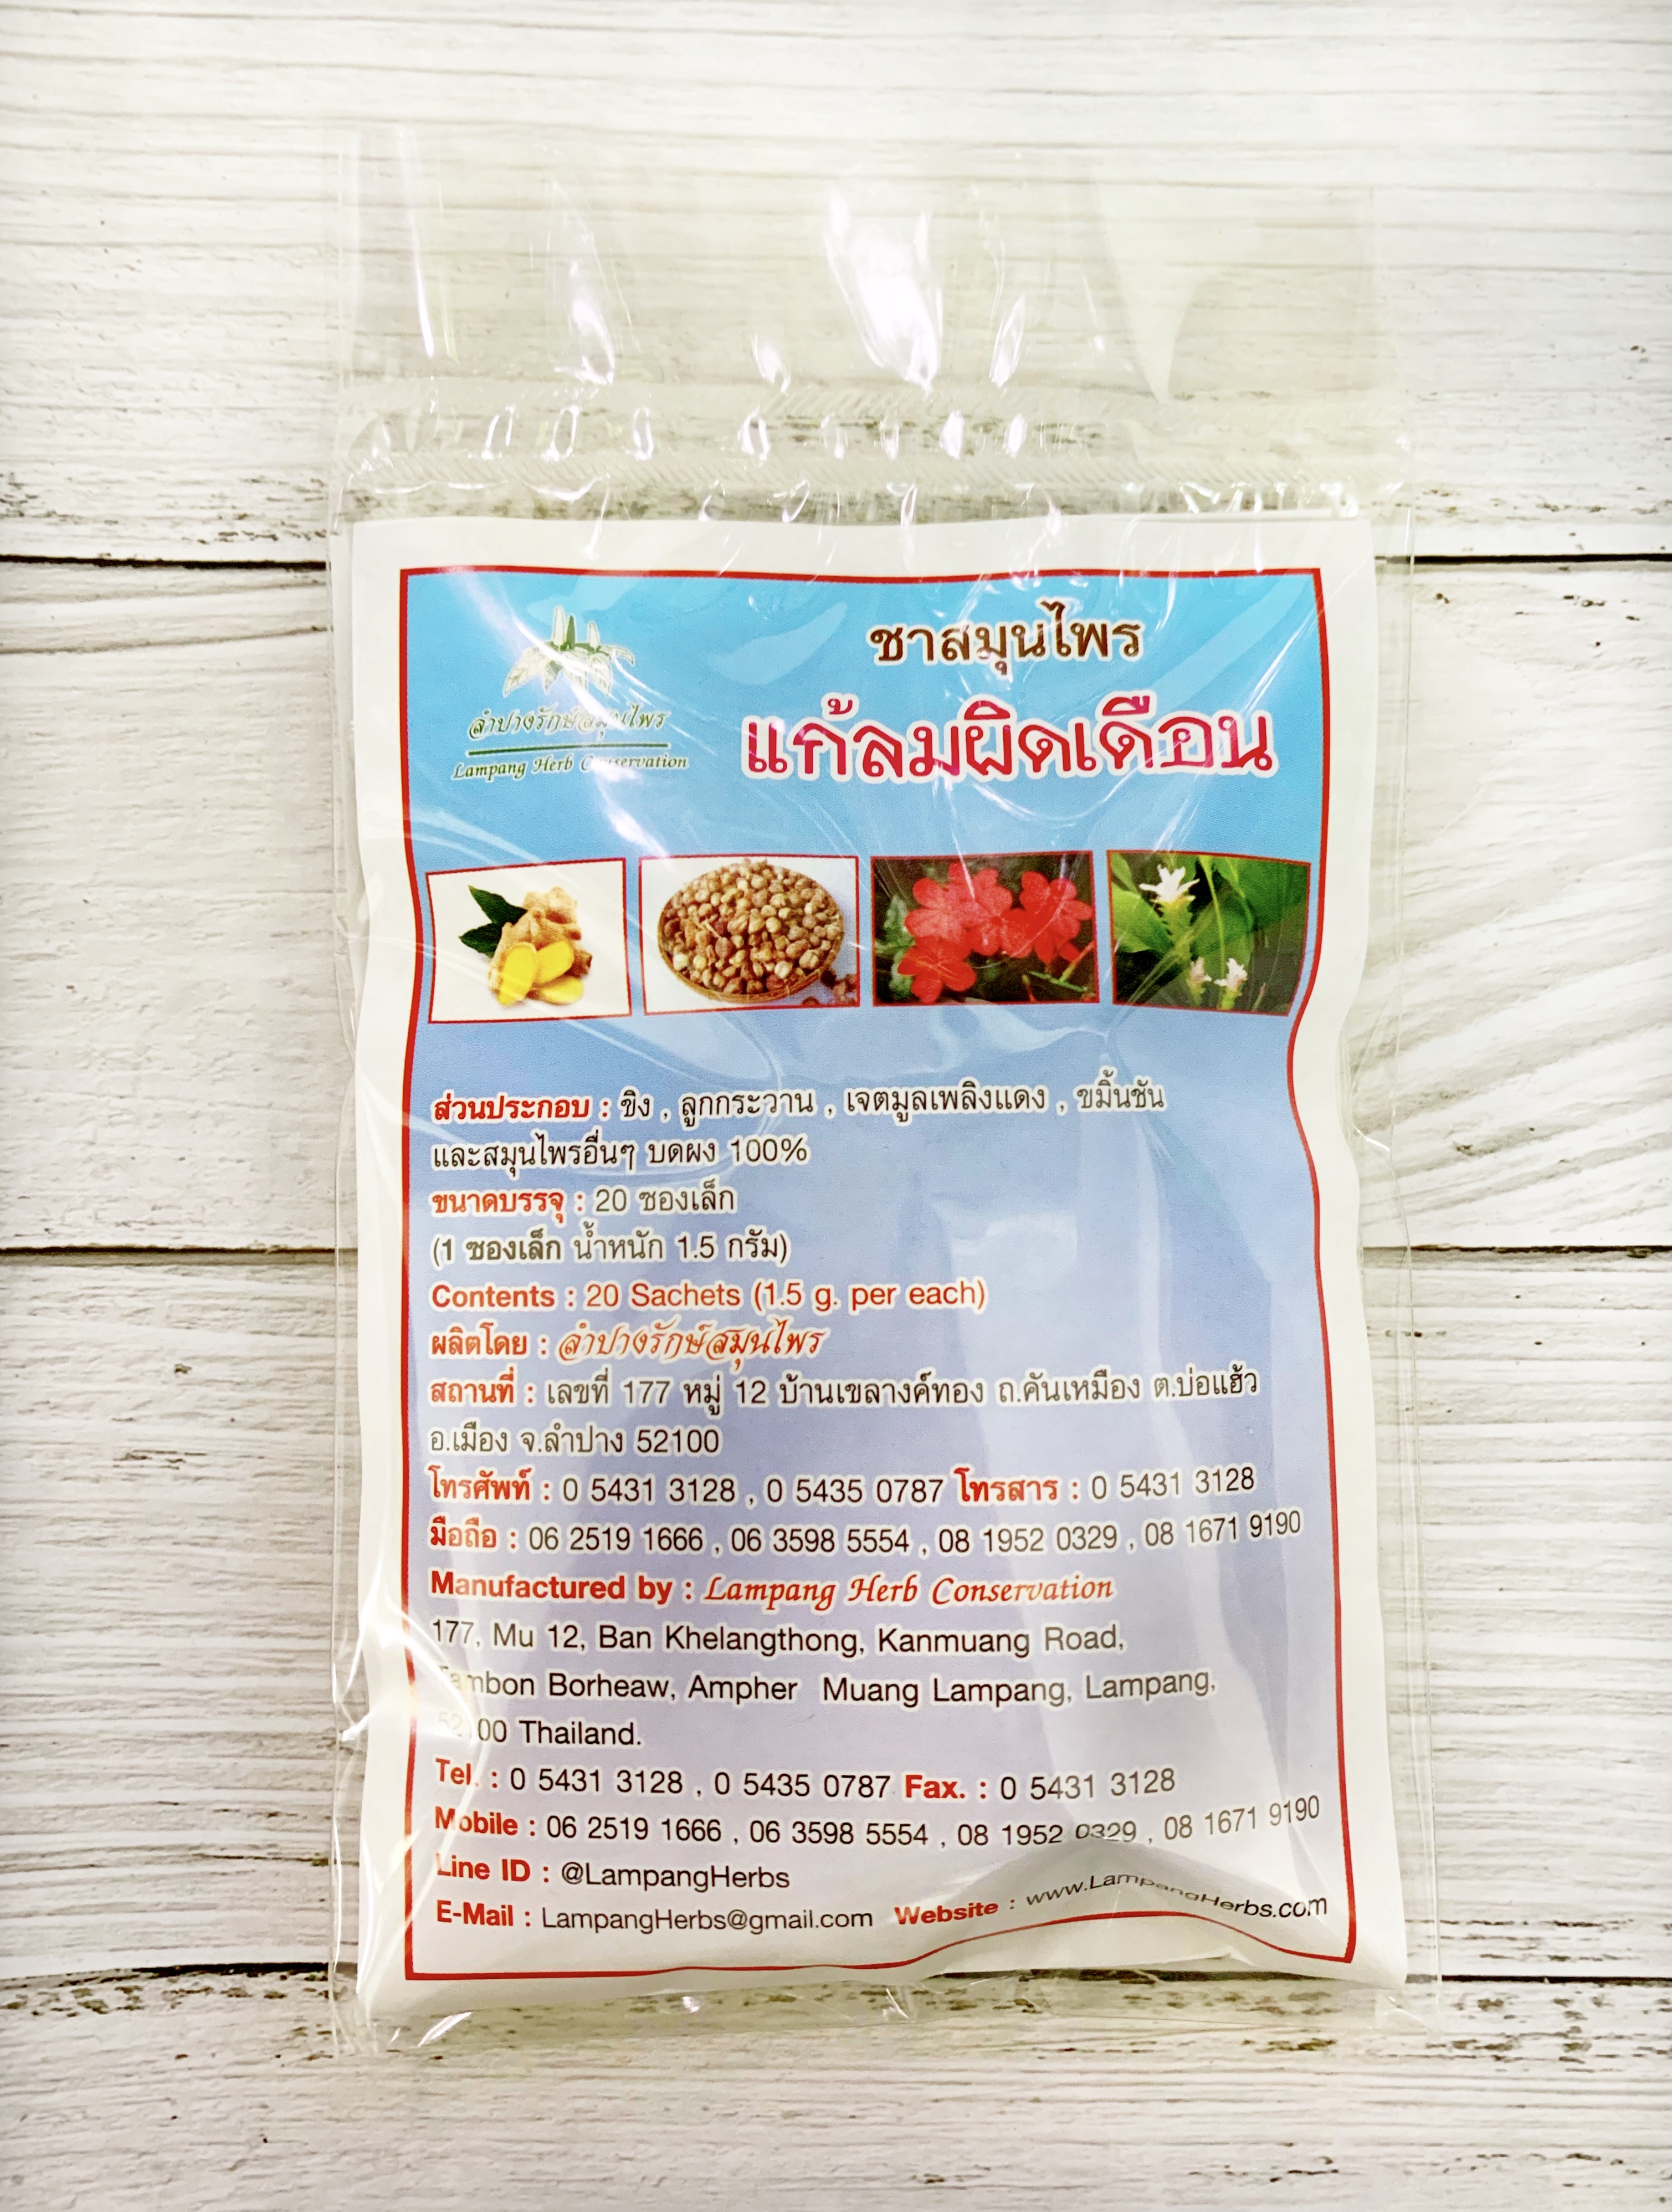 ลำปางรักษ์สมุนไพร
Lampang Herb Conservation
ชาสมุนไพร
แก้ลมผิดเดือน
ส่วนประกอบ : ขิง , ลูกกระวาน , เจตมูลเพลิงแดง , ขมิ้นชัน
และสมุนไพรอื่นๆ บดผง 100%
ขนาดบรรจุ : 20 ซองเล็ก
(1 ซองเล็ก น้ำหนัก 1.5 กรัม)
Contents : 20 Sachets (1.5 g. per each)
ผลิตโดย : ลำปางรักษ์สมุนไพร
สถานที่ : เลขที่ 177 หมู่ 12 บ้านเขลางค์ทอง ถ.คันเหมือง ต.บ่อแฮ้ว
อ.เมือง จ.ลำปาง 52100
โทรศัพท์ : 0 5431 3128 , 0 5435 0787 โทรสาร : 0 5431 3128
มือถือ : 06 2519 1666 , 06 3598 5554 , 08 1952 0329 , 08 1671 9190
Manufactured by : Lampang Herb Conservation
177, Mu 12, Ban Khelangthong, Kanmuang Road,
Tambon Borheaw, Ampher Muang Lampang, Lampang,
52100 Thailand.
Tel. : 0 5431 3128 , 0 5435 0787 Fax. : 0 5431 3128
Mobile : 06 2519 1666 , 06 3598 5554 , 08 1952 0329 , 08 1671 9190
Line ID : @LampangHerbs
E-Mail : LampangHerbs@gmail.com Website : www.LampangHerbs.com